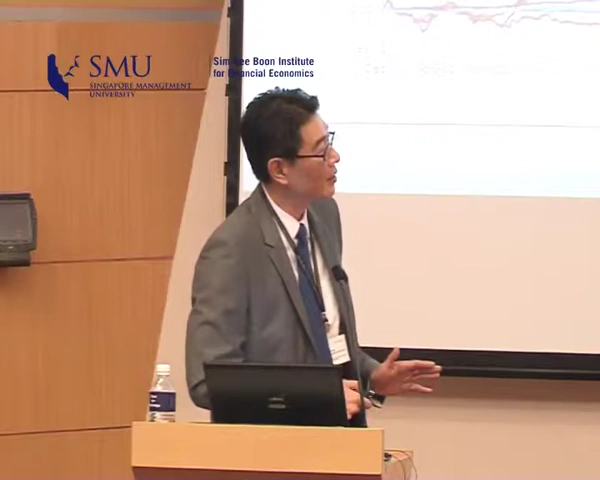 SMU
SINGAPORE MANAGEMENT
UNIVERSITY
Sim Kee Boon Institute
for Financial Economics